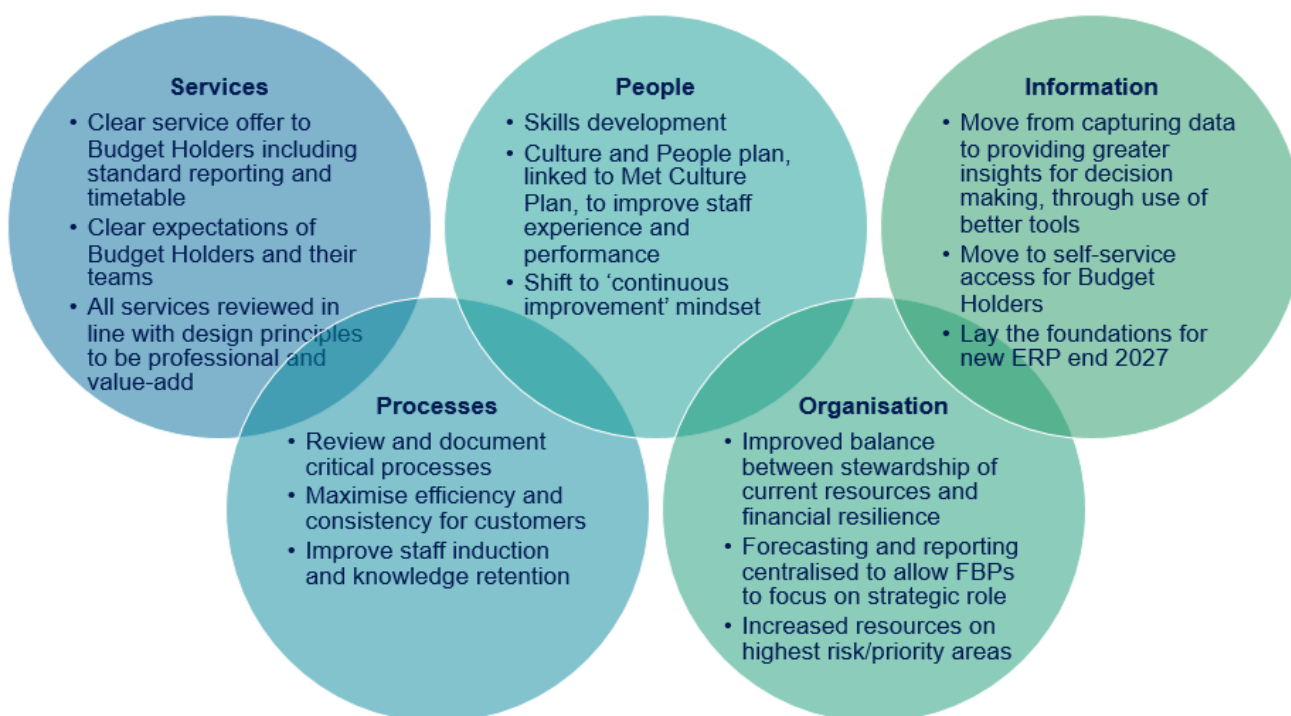 Services
• Clear service offer to
Budget Holders including
standard reporting and
timetable
• Clear expectations of
Budget Holders and their
teams
• All services reviewed in
line with design principles
to be professional and
value-add
People
• Skills development
• Culture and People plan,
linked to Met Culture
Plan, to improve staff
experience and
performance
• Shift to ‘continuous
improvement’ mindset
Information
• Move from capturing data
to providing greater
insights for decision
making, through use of
better tools
• Move to self-service
access for Budget
Holders
• Lay the foundations for
new ERP end 2027
Processes
• Review and document
critical processes
• Maximise efficiency and
consistency for customers
• Improve staff induction
and knowledge retention
Organisation
• Improved balance
between stewardship of
current resources and
financial resilience
• Forecasting and reporting
centralised to allow FBPs
to focus on strategic role
• Increased resources on
highest risk/priority areas